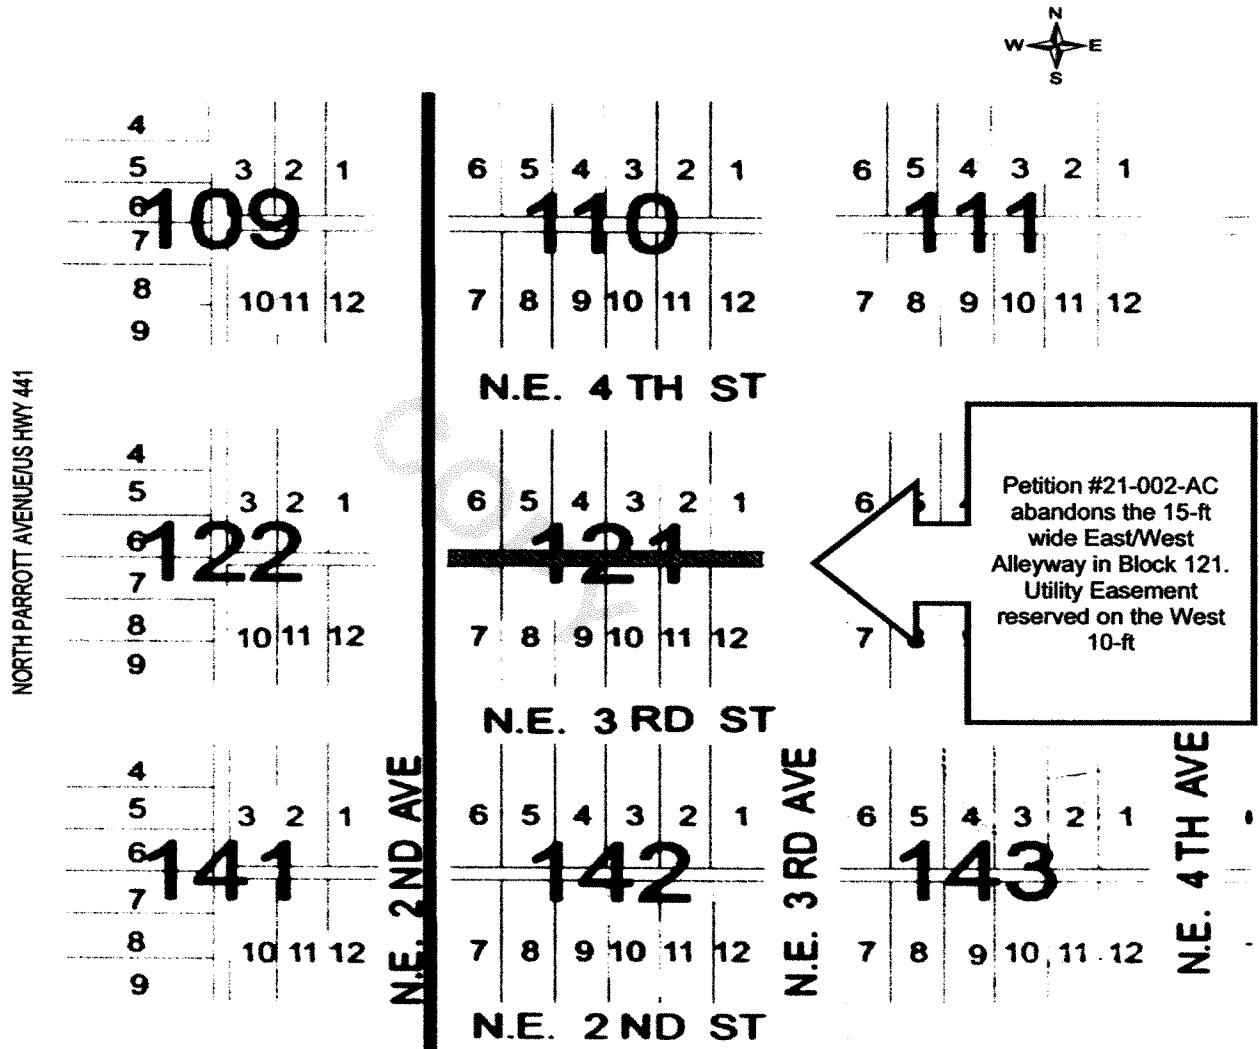 N
W E
S
4
5 3 2 1 6 5 4 3 2 1 6 5 4 3 2 1
6
109 110 111
7
8
10 11 12 7 8 9 10 11 12 7 8 9 10 11 12
9
N.E. 4 TH ST
NORTH PARROTT AVENUE/US HWY 441
COPY
4
5 3 2 1 6 5 4 3 2 1 6
6
122 121
7
8
10 11 12 7 8 9 10 11 12 7
9
Petition #21-002-AC
abandons the 15-ft
wide East/West
Alleyway in Block 121.
Utility Easement
reserved on the West
10-ft
N.E. 3 RD ST
N.E. 2ND AVE
N.E. 3 RD AVE
N.E. 4 TH AVE
4
5 3 2 1 6 5 4 3 2 1 6 5 4 3 2 1
6
141 142 143
7
8
10 11 12 7 8 9 10 11 12 7 8 9 10 11 12
9
N.E. 2 ND ST